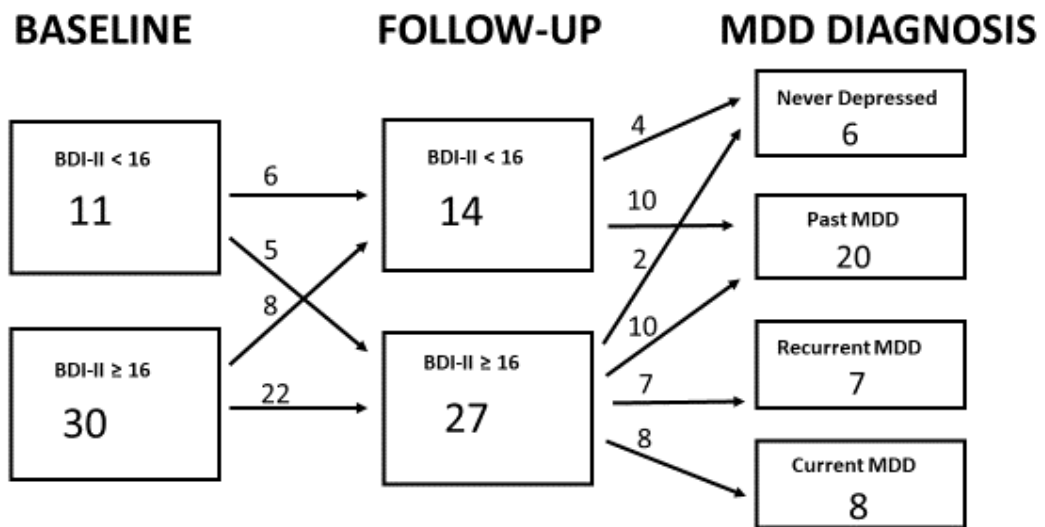 BASELINE
FOLLOW-UP
MDD DIAGNOSIS
BDI-II < 16
11
BDI-II ≥ 16
30
6
5
8
22
BDI-II < 16
14
BDI-II ≥ 16
27
4
10
2
10
7
8
Never Depressed
6
Past MDD
20
Recurrent MDD
7
Current MDD
8